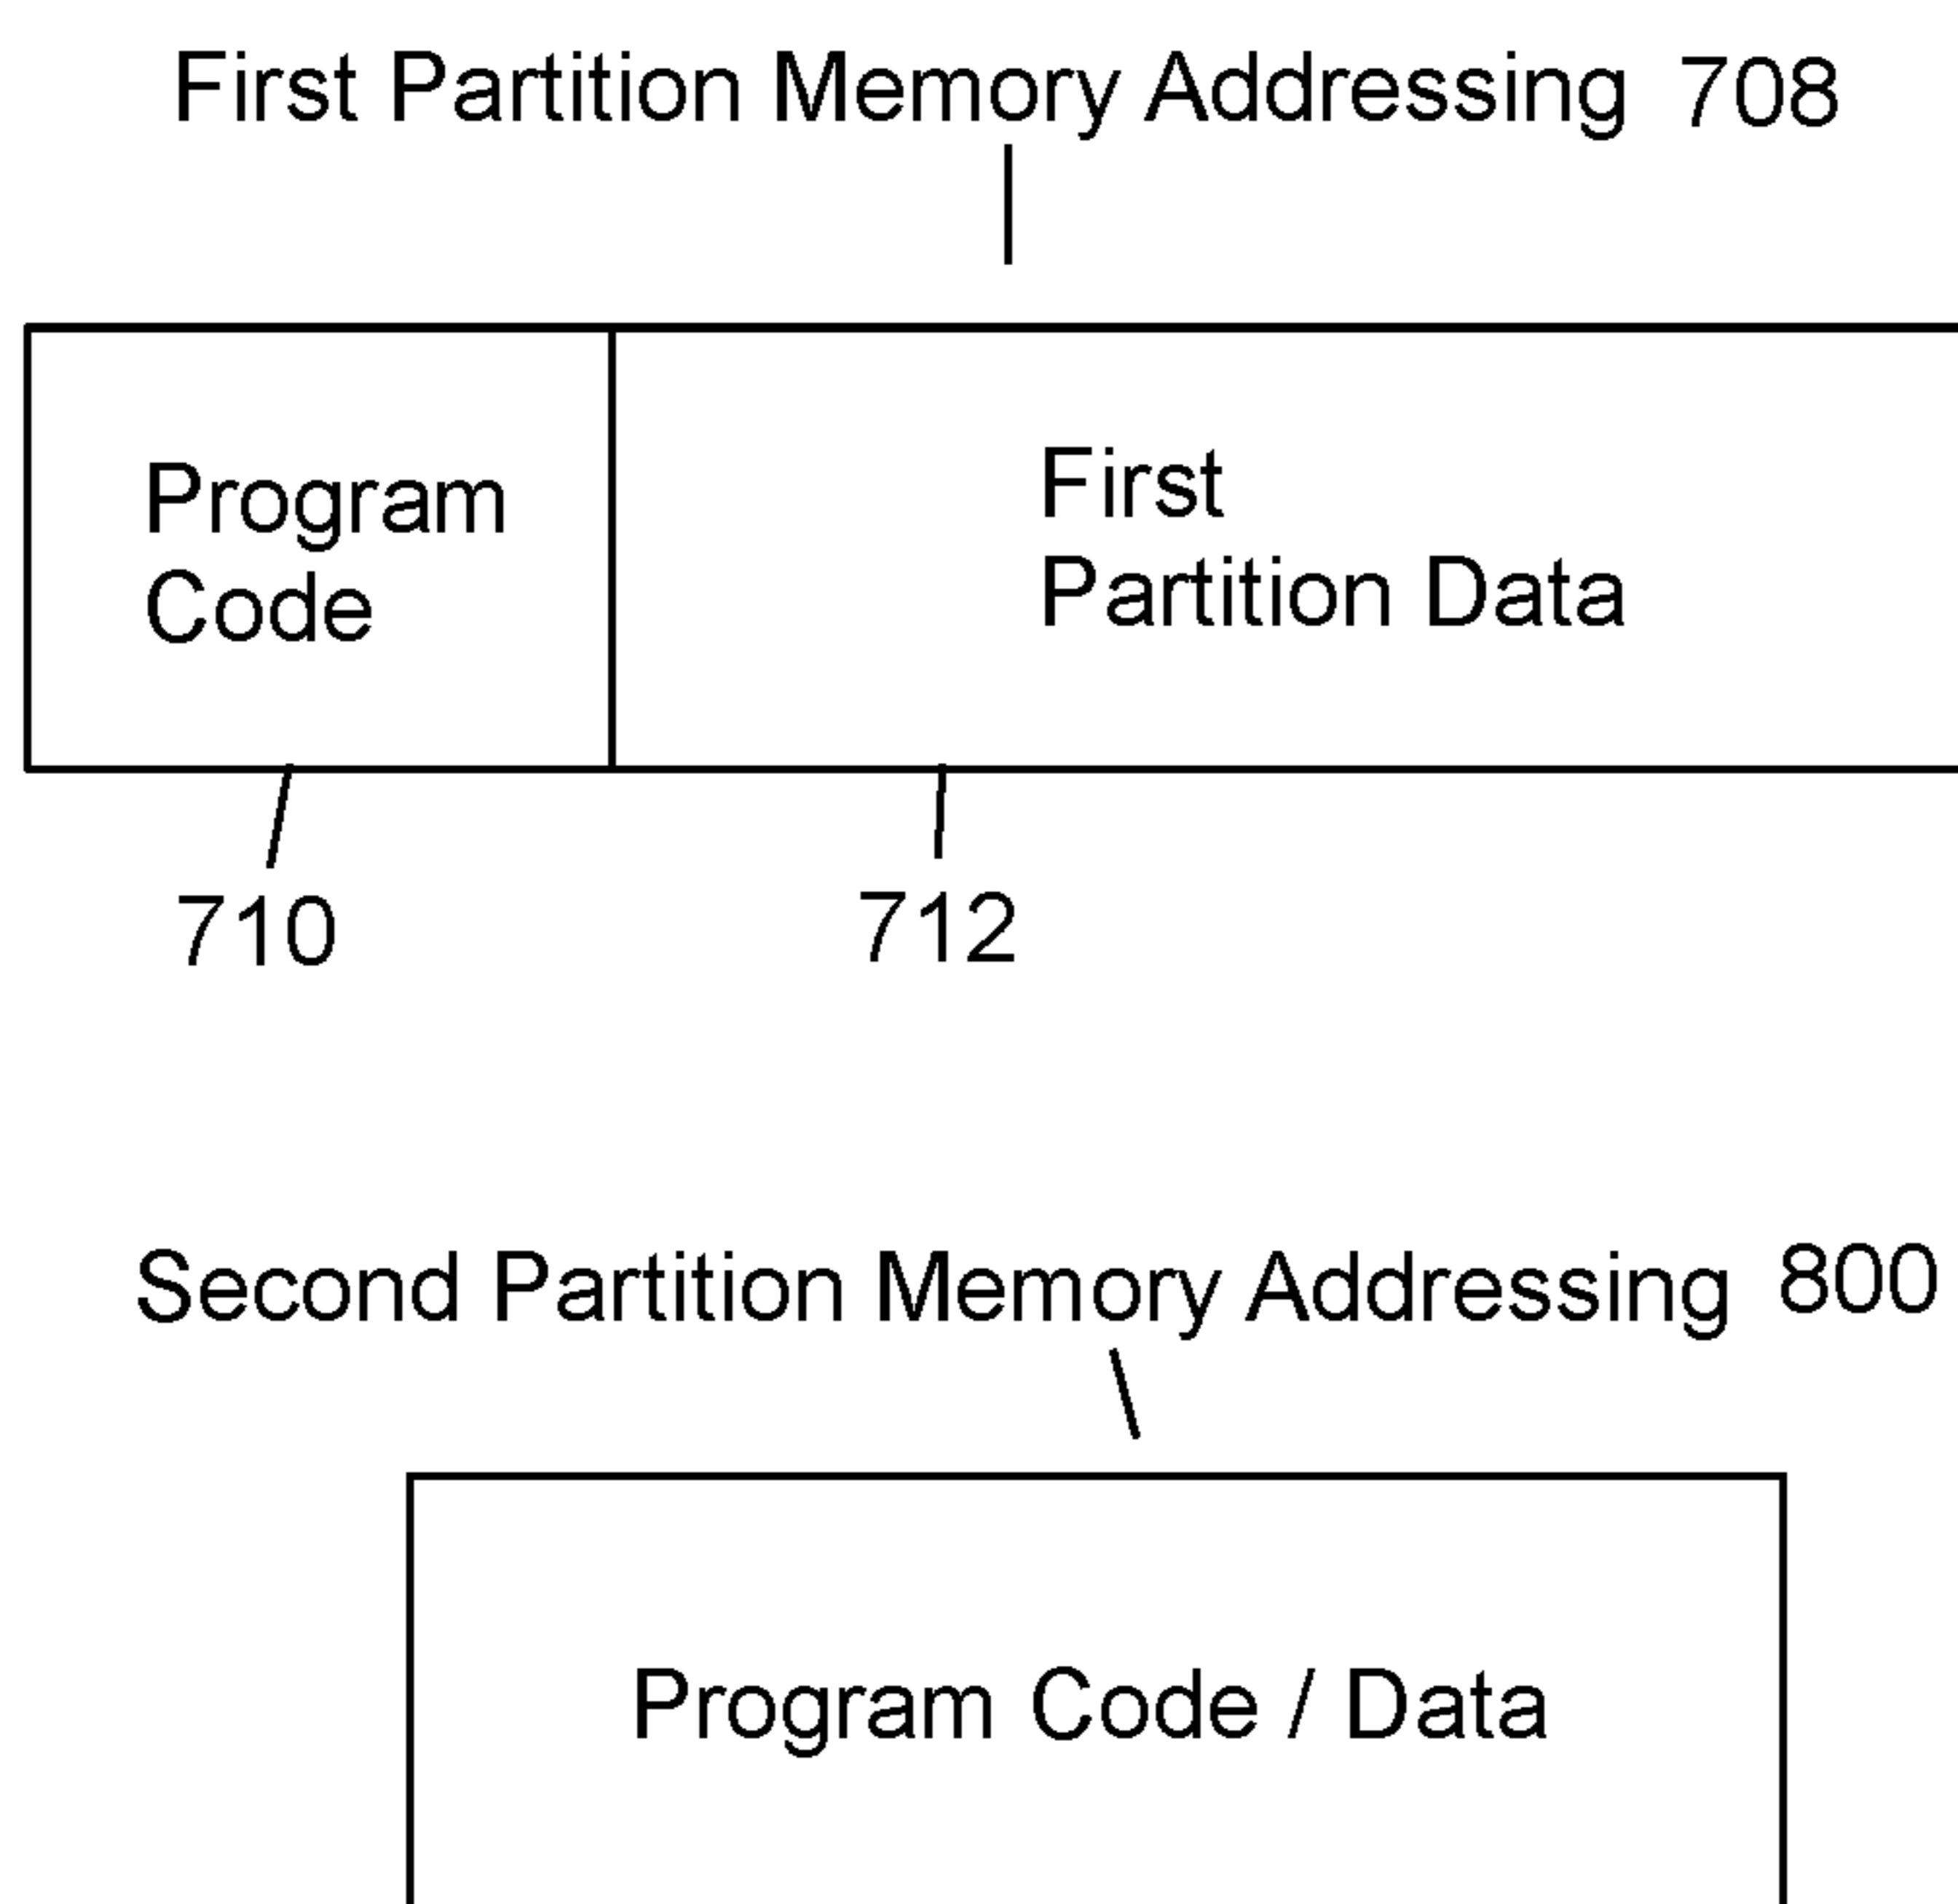 First Partition Memory Addressing 708
Program
Code
First
Partition Data
710
712
Second Partition Memory Addressing 800
Program Code / Data